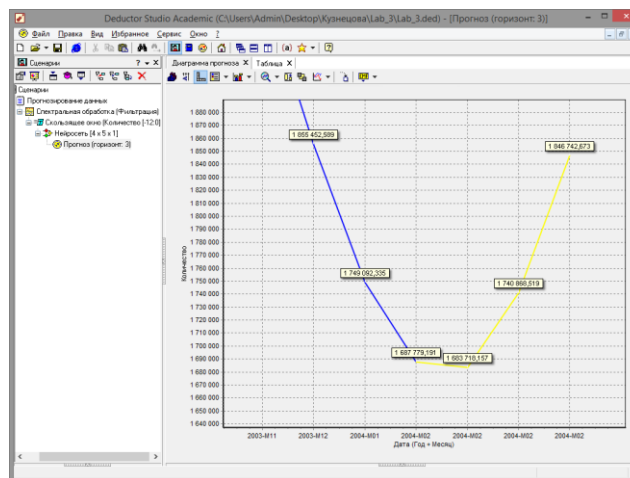 Deductor Studio Academic (C:\Users\Admin\Desktop\Кузнецова\Lab_3\Lab_3.ded) - [Прогноз (горизонт: 3)]
Файл Правка Вид Избранное Сервис Окно ?
Сценарии
Сценарии
Прогнозирование данных
Спектральная обработка (Фильтрация)
Скользящее окно [Количество [-12:0]
Нейросеть [4 x 5 x 1]
Прогноз (горизонт: 3)
Диаграмма прогноза X Таблица X
Количество
1 880 000
1 870 000
1 860 000
1 850 000
1 840 000
1 830 000
1 820 000
1 810 000
1 800 000
1 790 000
1 780 000
1 770 000
1 760 000
1 750 000
1 740 000
1 730 000
1 720 000
1 710 000
1 700 000
1 690 000
1 680 000
1 670 000
1 660 000
1 650 000
1 640 000
1 855 452,589
1 749 092,335
1 687 779,191
1 683 718,157
1 740 868,519
1 846 742,673
2003-M11 2003-M12 2004-M01 2004-M02 2004-M02 2004-M02 2004-M02
Дата (Год + Месяц)